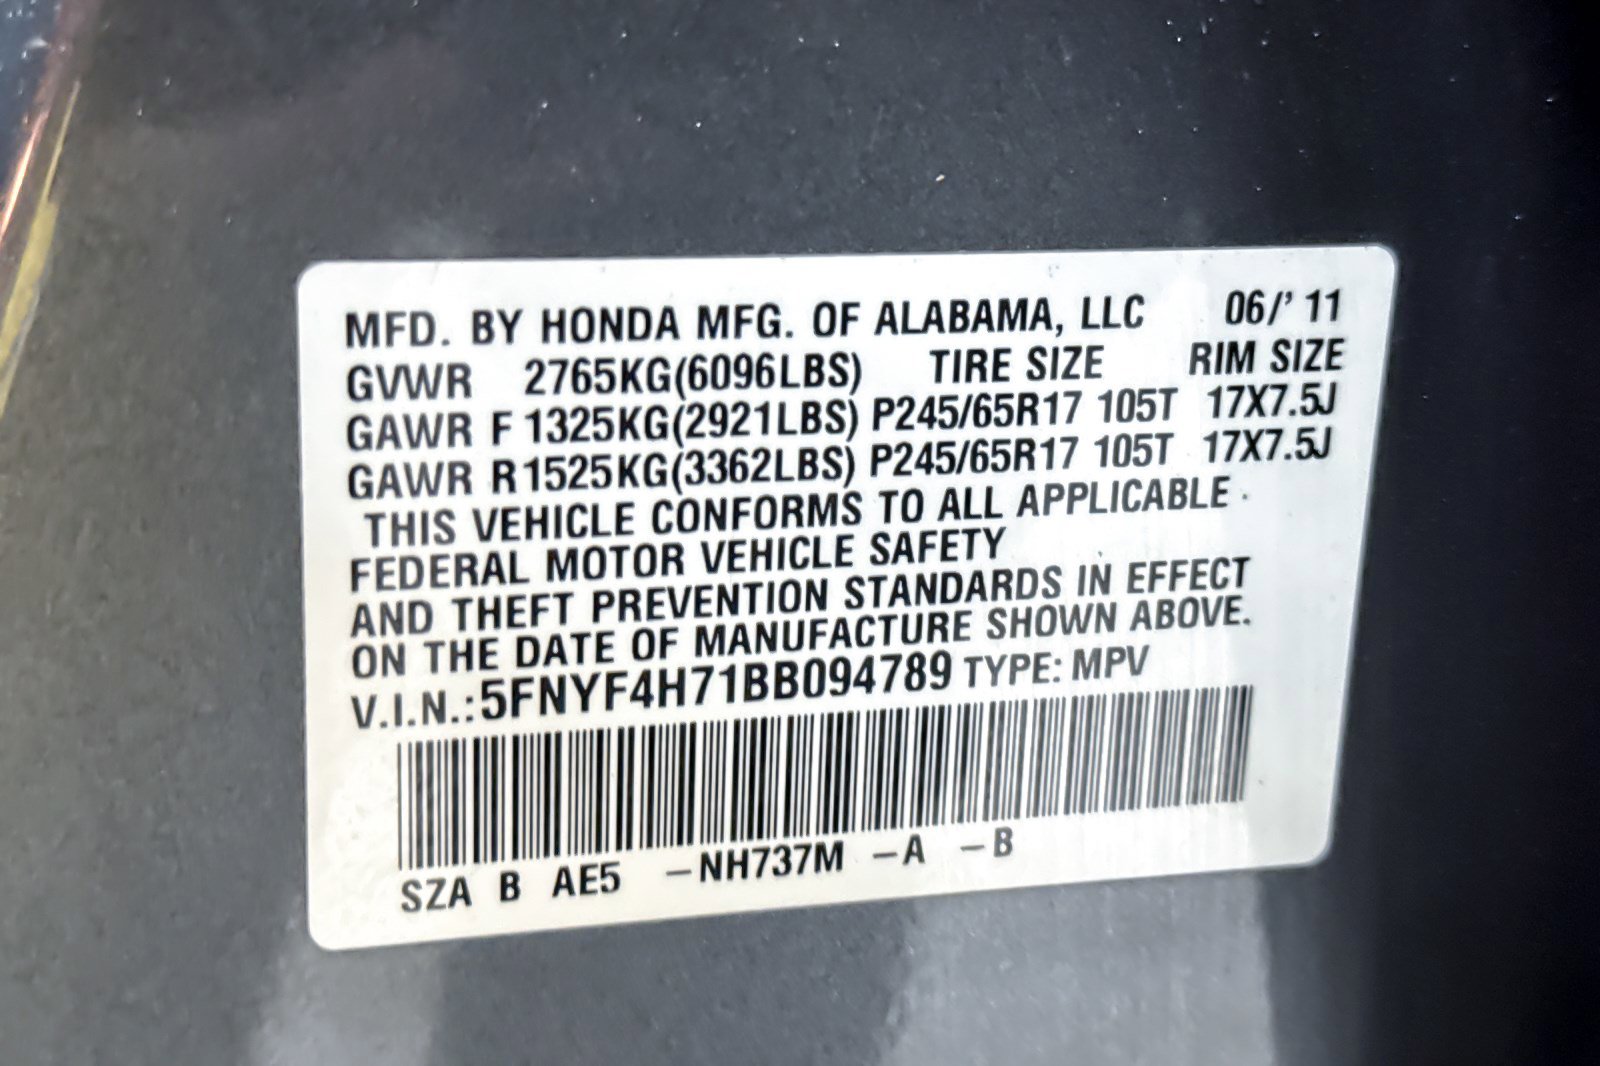 MFD. BY HONDA MFG. OF ALABAMA, LLC 06/' 11
GVWR 2765KG(6096LBS) TIRE SIZE RIM SIZE
GAWR F 1325KG(2921LBS) P245/65R17 105T 17X7.5J
GAWR R 1525KG(3362LBS) P245/65R17 105T 17X7.5J
THIS VEHICLE CONFORMS TO ALL APPLICABLE
FEDERAL MOTOR VEHICLE SAFETY
AND THEFT PREVENTION STANDARDS IN EFFECT
ON THE DATE OF MANUFACTURE SHOWN ABOVE.
V.I.N.: 5FNYF4H71BB094789 TYPE: MPV
SZA B AE5 -NH737M -A -B